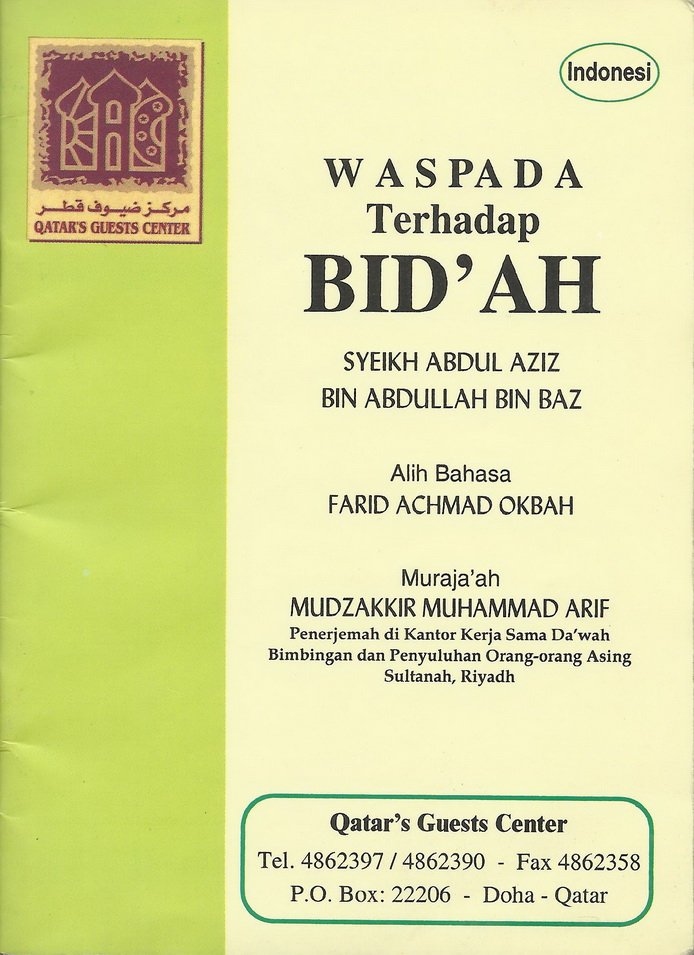 مركز ضيوف قطر
QATAR'S GUESTS CENTER
Indonesi
WASPADA
Terhadap
BID'AH
SYEIKH ABDUL AZIZ
BIN ABDULLAH BIN BAZ
Alih Bahasa
FARID ACHMAD OKBAH
Muraja'ah
MUDZAKKIR MUHAMMAD ARIF
Penerjemah di Kantor Kerja Sama Da'wah
Bimbingan dan Penyuluhan Orang-orang Asing
Sultanah, Riyadh
Qatar's Guests Center
Tel. 4862397 / 4862390 - Fax 4862358
P.O. Box: 22206 - Doha - Qatar